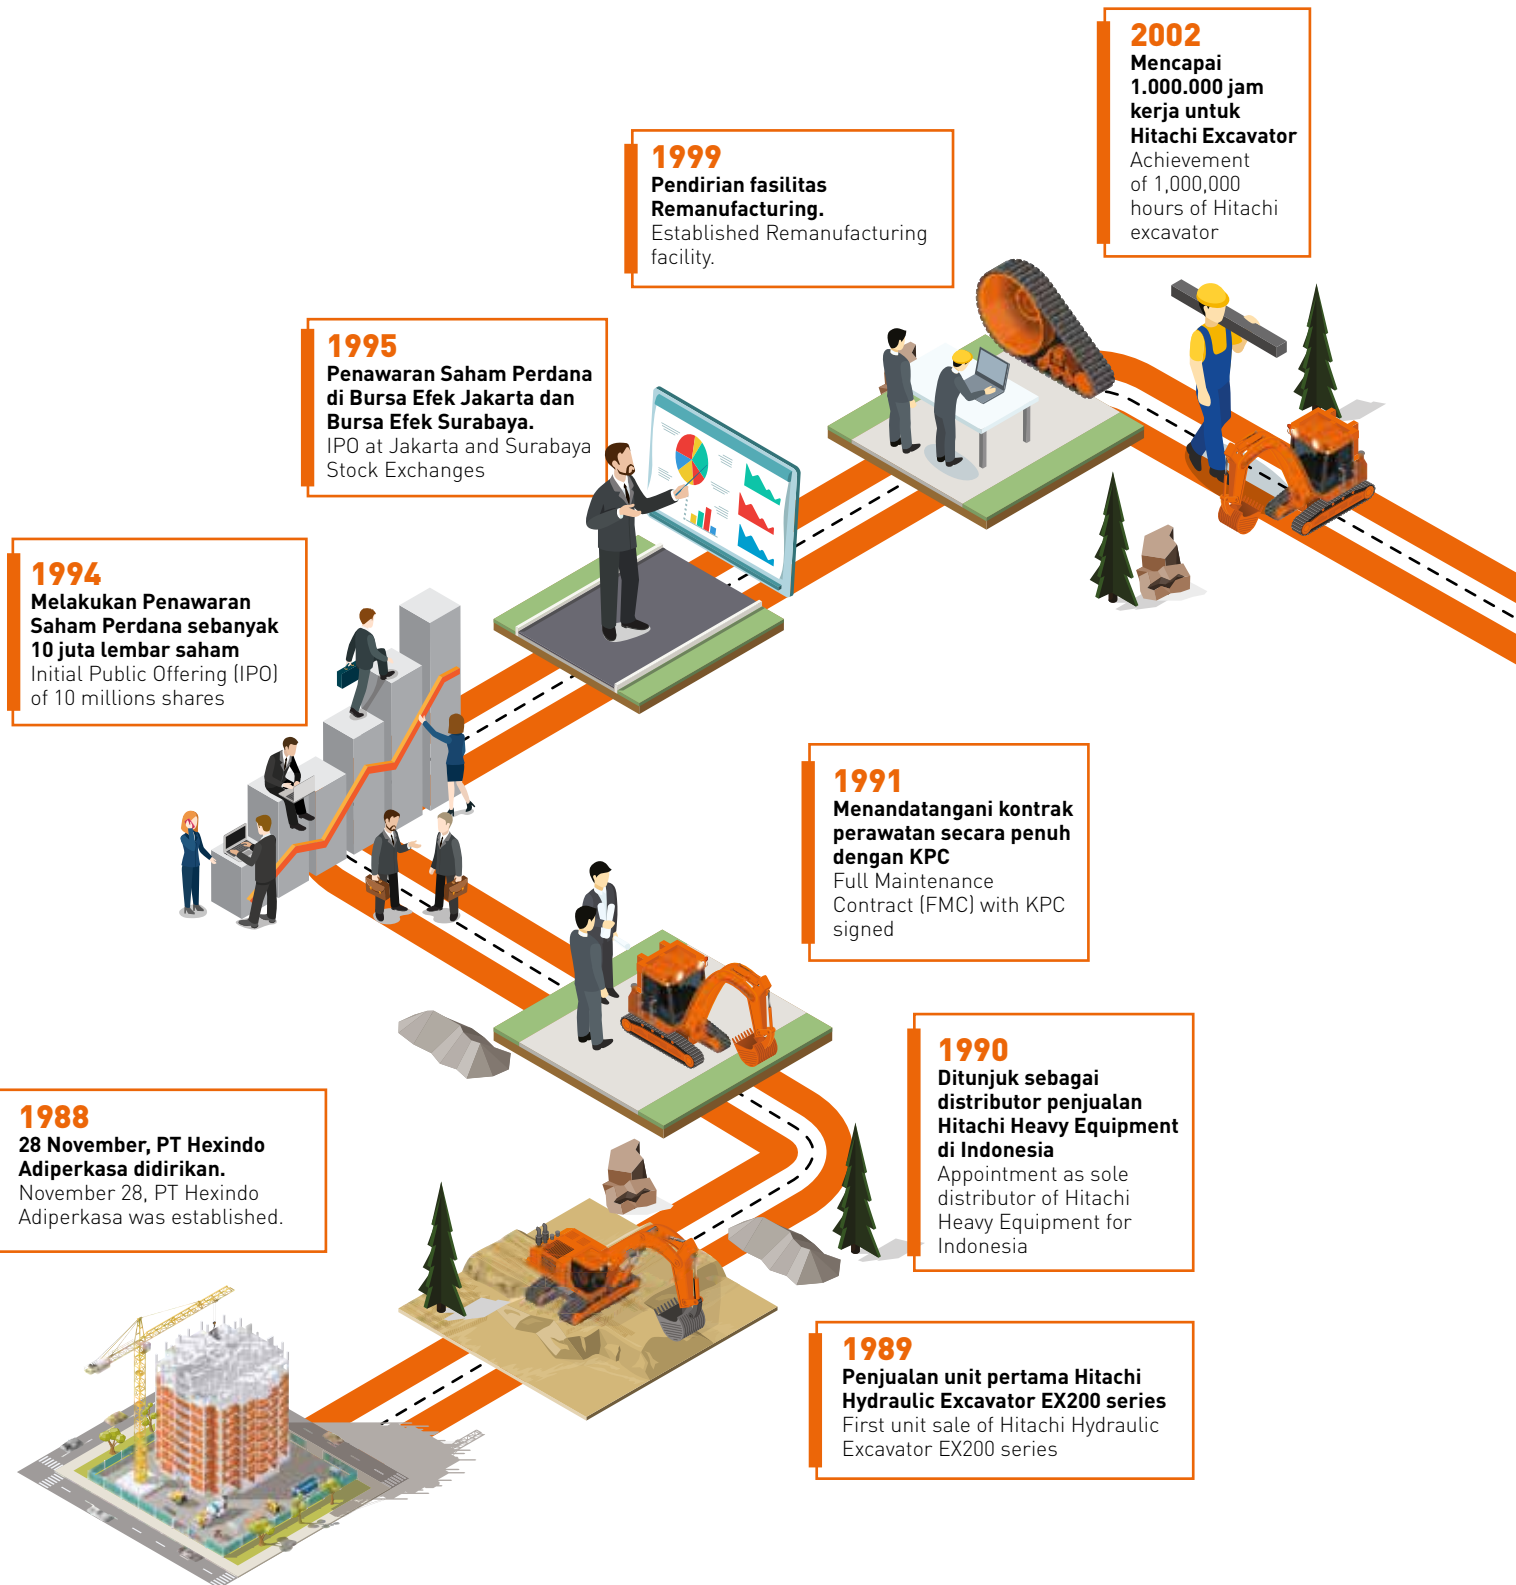 2002
Mencapai
1.000.000 jam
kerja untuk
Hitachi Excavator
Achievement
of 1,000,000
hours of Hitachi
excavator
1999
Pendirian fasilitas
Remanufacturing.
Established Remanufacturing
facility.
1995
Penawaran Saham Perdana
di Bursa Efek Jakarta dan
Bursa Efek Surabaya.
IPO at Jakarta and Surabaya
Stock Exchanges
1994
Melakukan Penawaran
Saham Perdana sebanyak
10 juta lembar saham
Initial Public Offering (IPO)
of 10 millions shares
1991
Menandatangani kontrak
perawatan secara penuh
dengan KPC
Full Maintenance
Contract (FMC) with KPC
signed
1990
Ditunjuk sebagai
distributor penjualan
Hitachi Heavy Equipment
di Indonesia
Appointment as sole
distributor of Hitachi
Heavy Equipment for
Indonesia
1988
28 November, PT Hexindo
Adiperkasa didirikan.
November 28, PT Hexindo
Adiperkasa was established.
1989
Penjualan unit pertama Hitachi
Hydraulic Excavator EX200 series
First unit sale of Hitachi Hydraulic
Excavator EX200 series